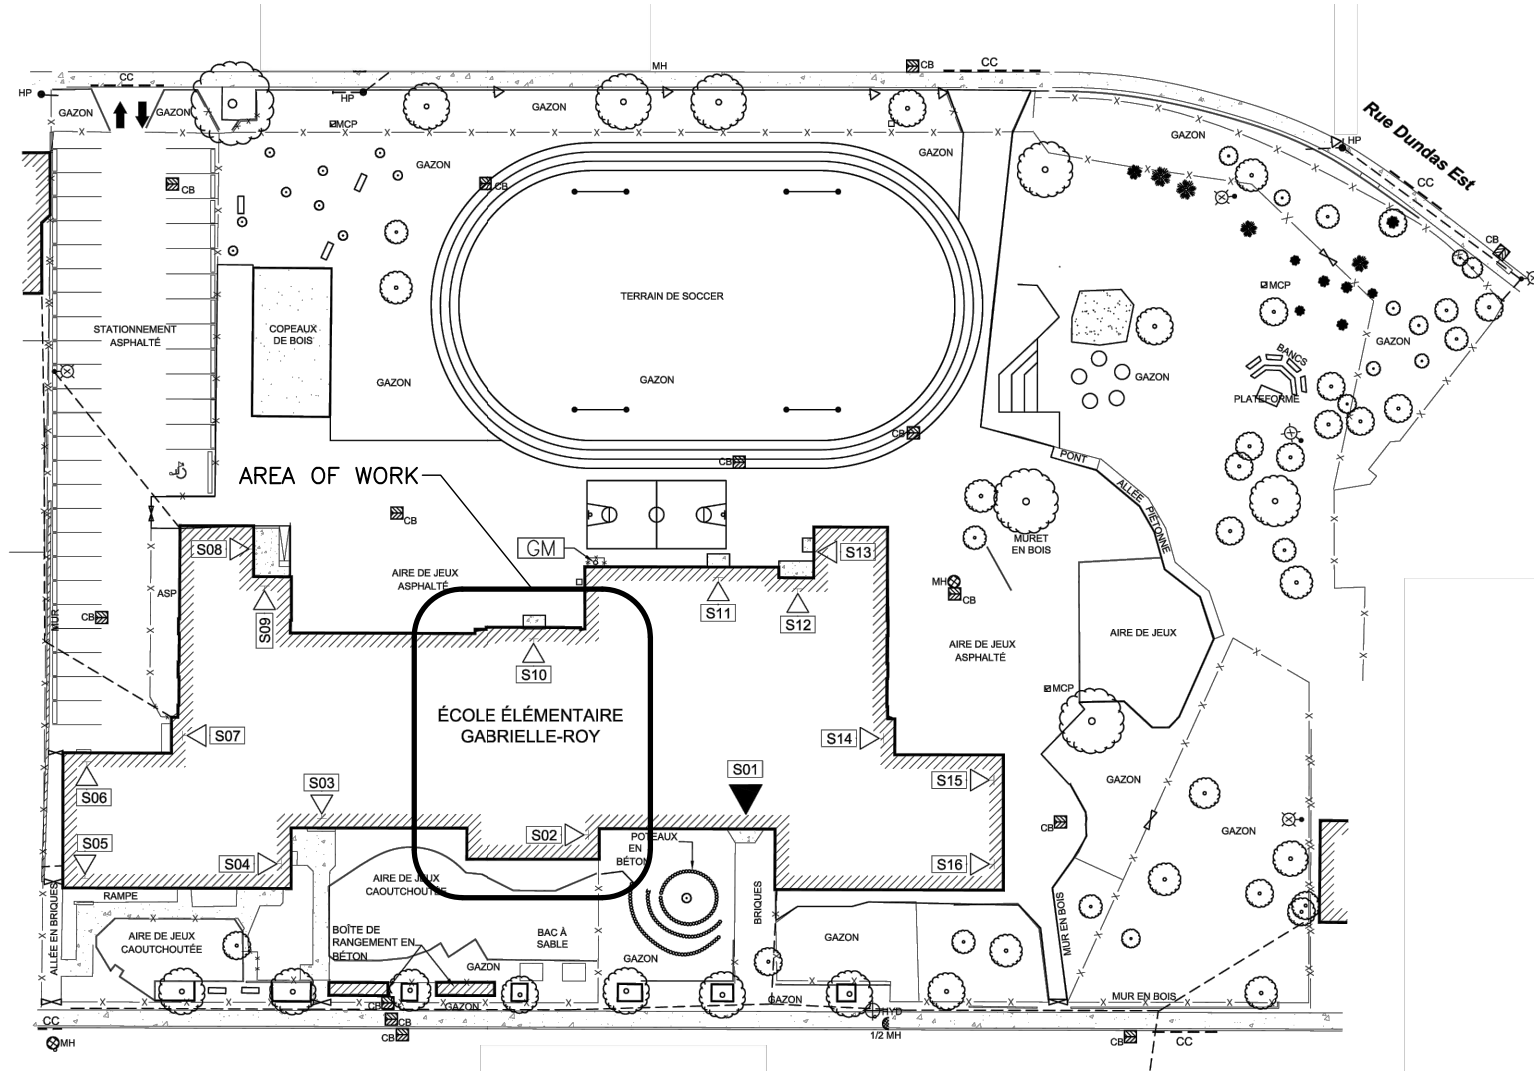 MH
CB
CC
CC
HP
HP
GAZON
GAZON
GAZON
MCP
GAZON
GAZON
GAZON
HP
Rue Dundas Est
CC
CB
CB
CB
CB
MCP
STATIONNEMENT
ASPHALTÉ
COPEAUX
DE BOIS
TERRAIN DE SOCCER
GAZON
GAZON
GAZON
GAZON
BANCS
PLATEFORME
CB
CB
PONT
ALLÉE PIÉTONNE
AREA OF WORK
CB
GM
MURET
EN BOIS
S08
S13
AIRE DE JEUX
ASPHALTÉ
ASP
MUR
CB
S09
S11
S12
MH
CB
AIRE DE JEUX
ASPHALTÉ
AIRE DE JEUX
S10
MCP
ÉCOLE ÉLÉMENTAIRE
GABRIELLE-ROY
S07
S14
S06
S03
S01
S15
GAZON
S05
S04
S02
S16
CB
GAZON
POTEAUX
EN
BÉTON
AIRE DE JEUX
CAOUTCHOUTÉE
RAMPE
ALLÉE EN BRIQUES
AIRE DE JEUX
CAOUTCHOUTÉE
BOÎTE DE
RANGEMENT EN
BÉTON
BAC À
SABLE
BRIQUES
GAZON
MUR EN BOIS
GAZON
GAZON
GAZON
GAZON
MUR EN BOIS
CB
CB
CB
HYD
1/2 MH
CC
MH
CB
CC